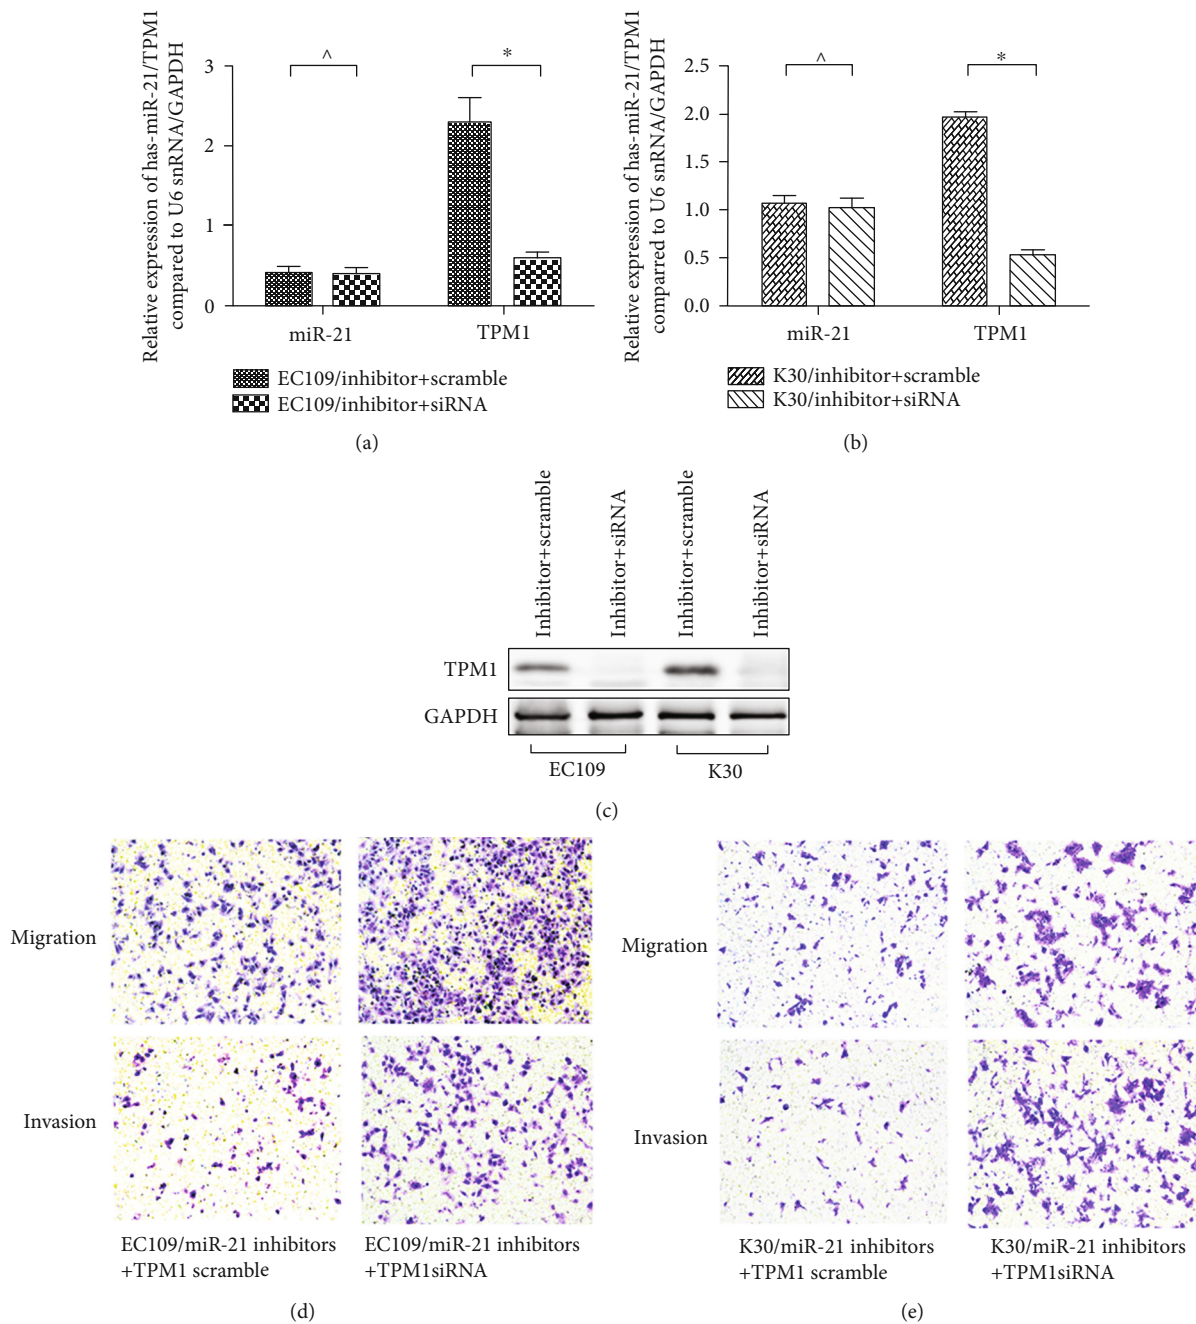 Relative expression of has-miR-21/TPM1
compared to U6 snRNA/GAPDH
3
2
1
0
^
*
miR-21
TPM1
EC109/inhibitor+scramble
EC109/inhibitor+siRNA
(a)
Relative expression of has-miR-21/TPM1
comparred to U6 snRNA/GAPDH
2.5
2.0
1.5
1.0
0.5
0.0
^
*
miR-21
TPM1
K30/inhibitor+scramble
K30/inhibitor+siRNA
(b)
Inhibitor+scramble
Inhibitor+siRNA
Inhibitor+scramble
Inhibitor+siRNA
TPM1
GAPDH
EC109
K30
(c)
Migration
Invasion
EC109/miR-21 inhibitors
+TPM1 scramble
EC109/miR-21 inhibitors
+TPM1siRNA
(d)
Migration
Invasion
K30/miR-21 inhibitors
+TPM1 scramble
K30/miR-21 inhibitors
+TPM1siRNA
(e)